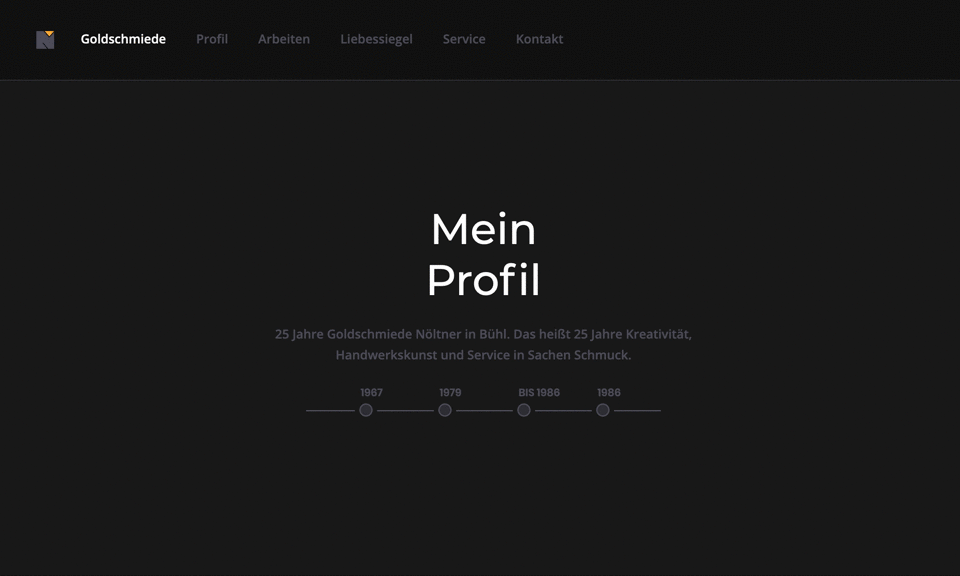 Goldschmiede Profil Arbeiten Liebessiegel Service Kontakt
Mein
Profil
25 Jahre Goldschmiede Nöltner in Bühl. Das heißt 25 Jahre Kreativität,
Handwerkskunst und Service in Sachen Schmuck.
1967 1979 BIS 1986 1986